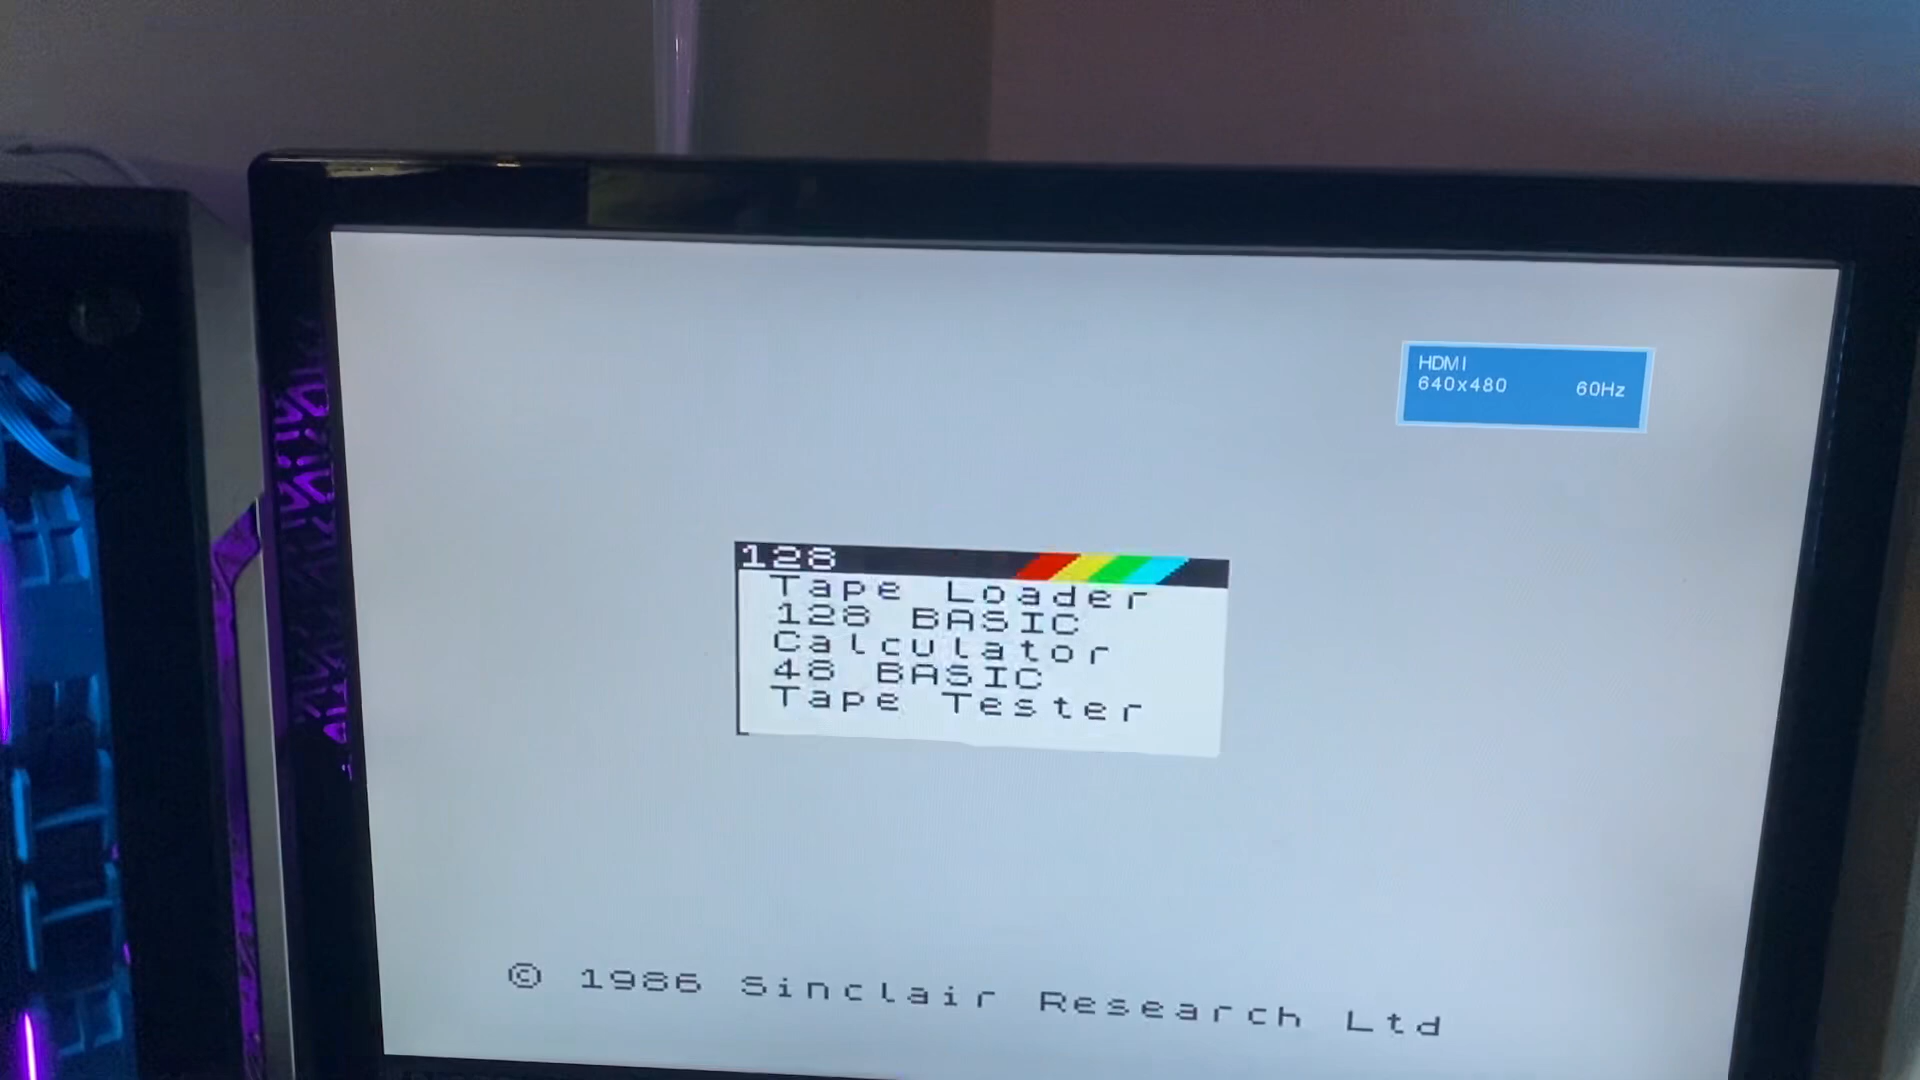 HDMI
640x480 60Hz
128
Tape Loader
128 BASIC
Calculator
48 BASIC
Tape Tester
© 1986 Sinclair Research Ltd